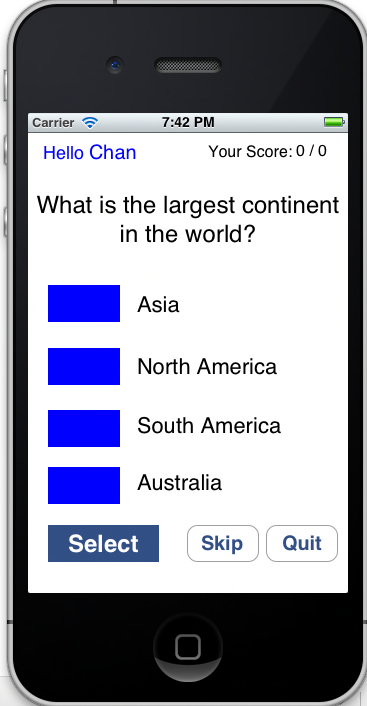 Carrier 7:42 PM
Hello Chan Your Score: 0 / 0
What is the largest continent
in the world?
Asia
North America
South America
Australia
Select Skip Quit